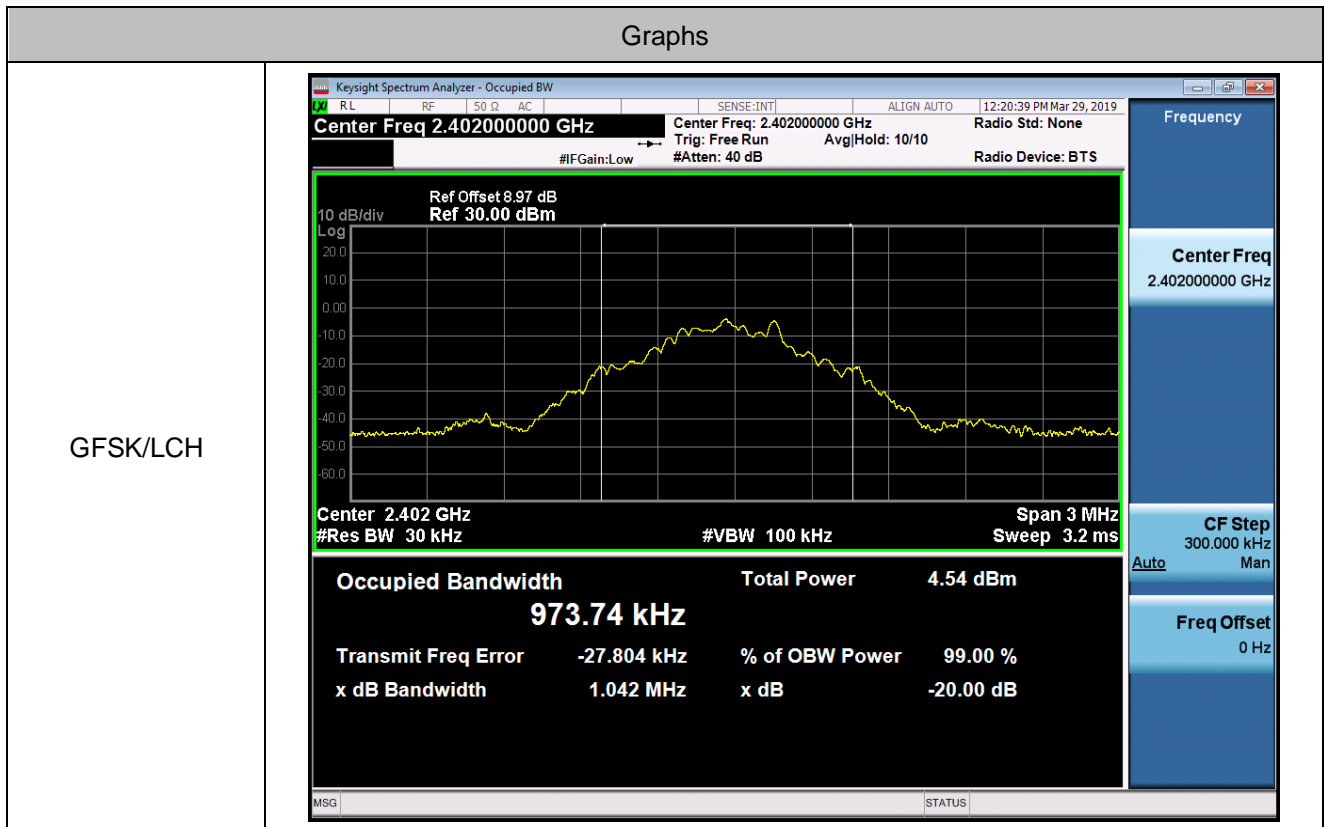 Graphs
GFSK/LCH
Keysight Spectrum Analyzer - Occupied BW
LXI RL RF 50 Ω AC SENSE:INT ALIGN AUTO 12:20:39 PM Mar 29, 2019
Center Freq 2.402000000 GHz
Center Freq: 2.402000000 GHz
Radio Std: None
Trig: Free Run Avg|Hold: 10/10
#IFGain:Low #Atten: 40 dB Radio Device: BTS
Ref Offset 8.97 dB
10 dB/div Ref 30.00 dBm
Log
20.0
10.0
0.00
-10.0
-20.0
-30.0
-40.0
-50.0
-60.0
Center 2.402 GHz Span 3 MHz
#Res BW 30 kHz #VBW 100 kHz Sweep 3.2 ms
Occupied Bandwidth Total Power 4.54 dBm
973.74 kHz
Transmit Freq Error -27.804 kHz % of OBW Power 99.00 %
x dB Bandwidth 1.042 MHz x dB -20.00 dB
MSG STATUS
Frequency
Center Freq
2.402000000 GHz
CF Step
300.000 kHz
Auto Man
Freq Offset
0 Hz